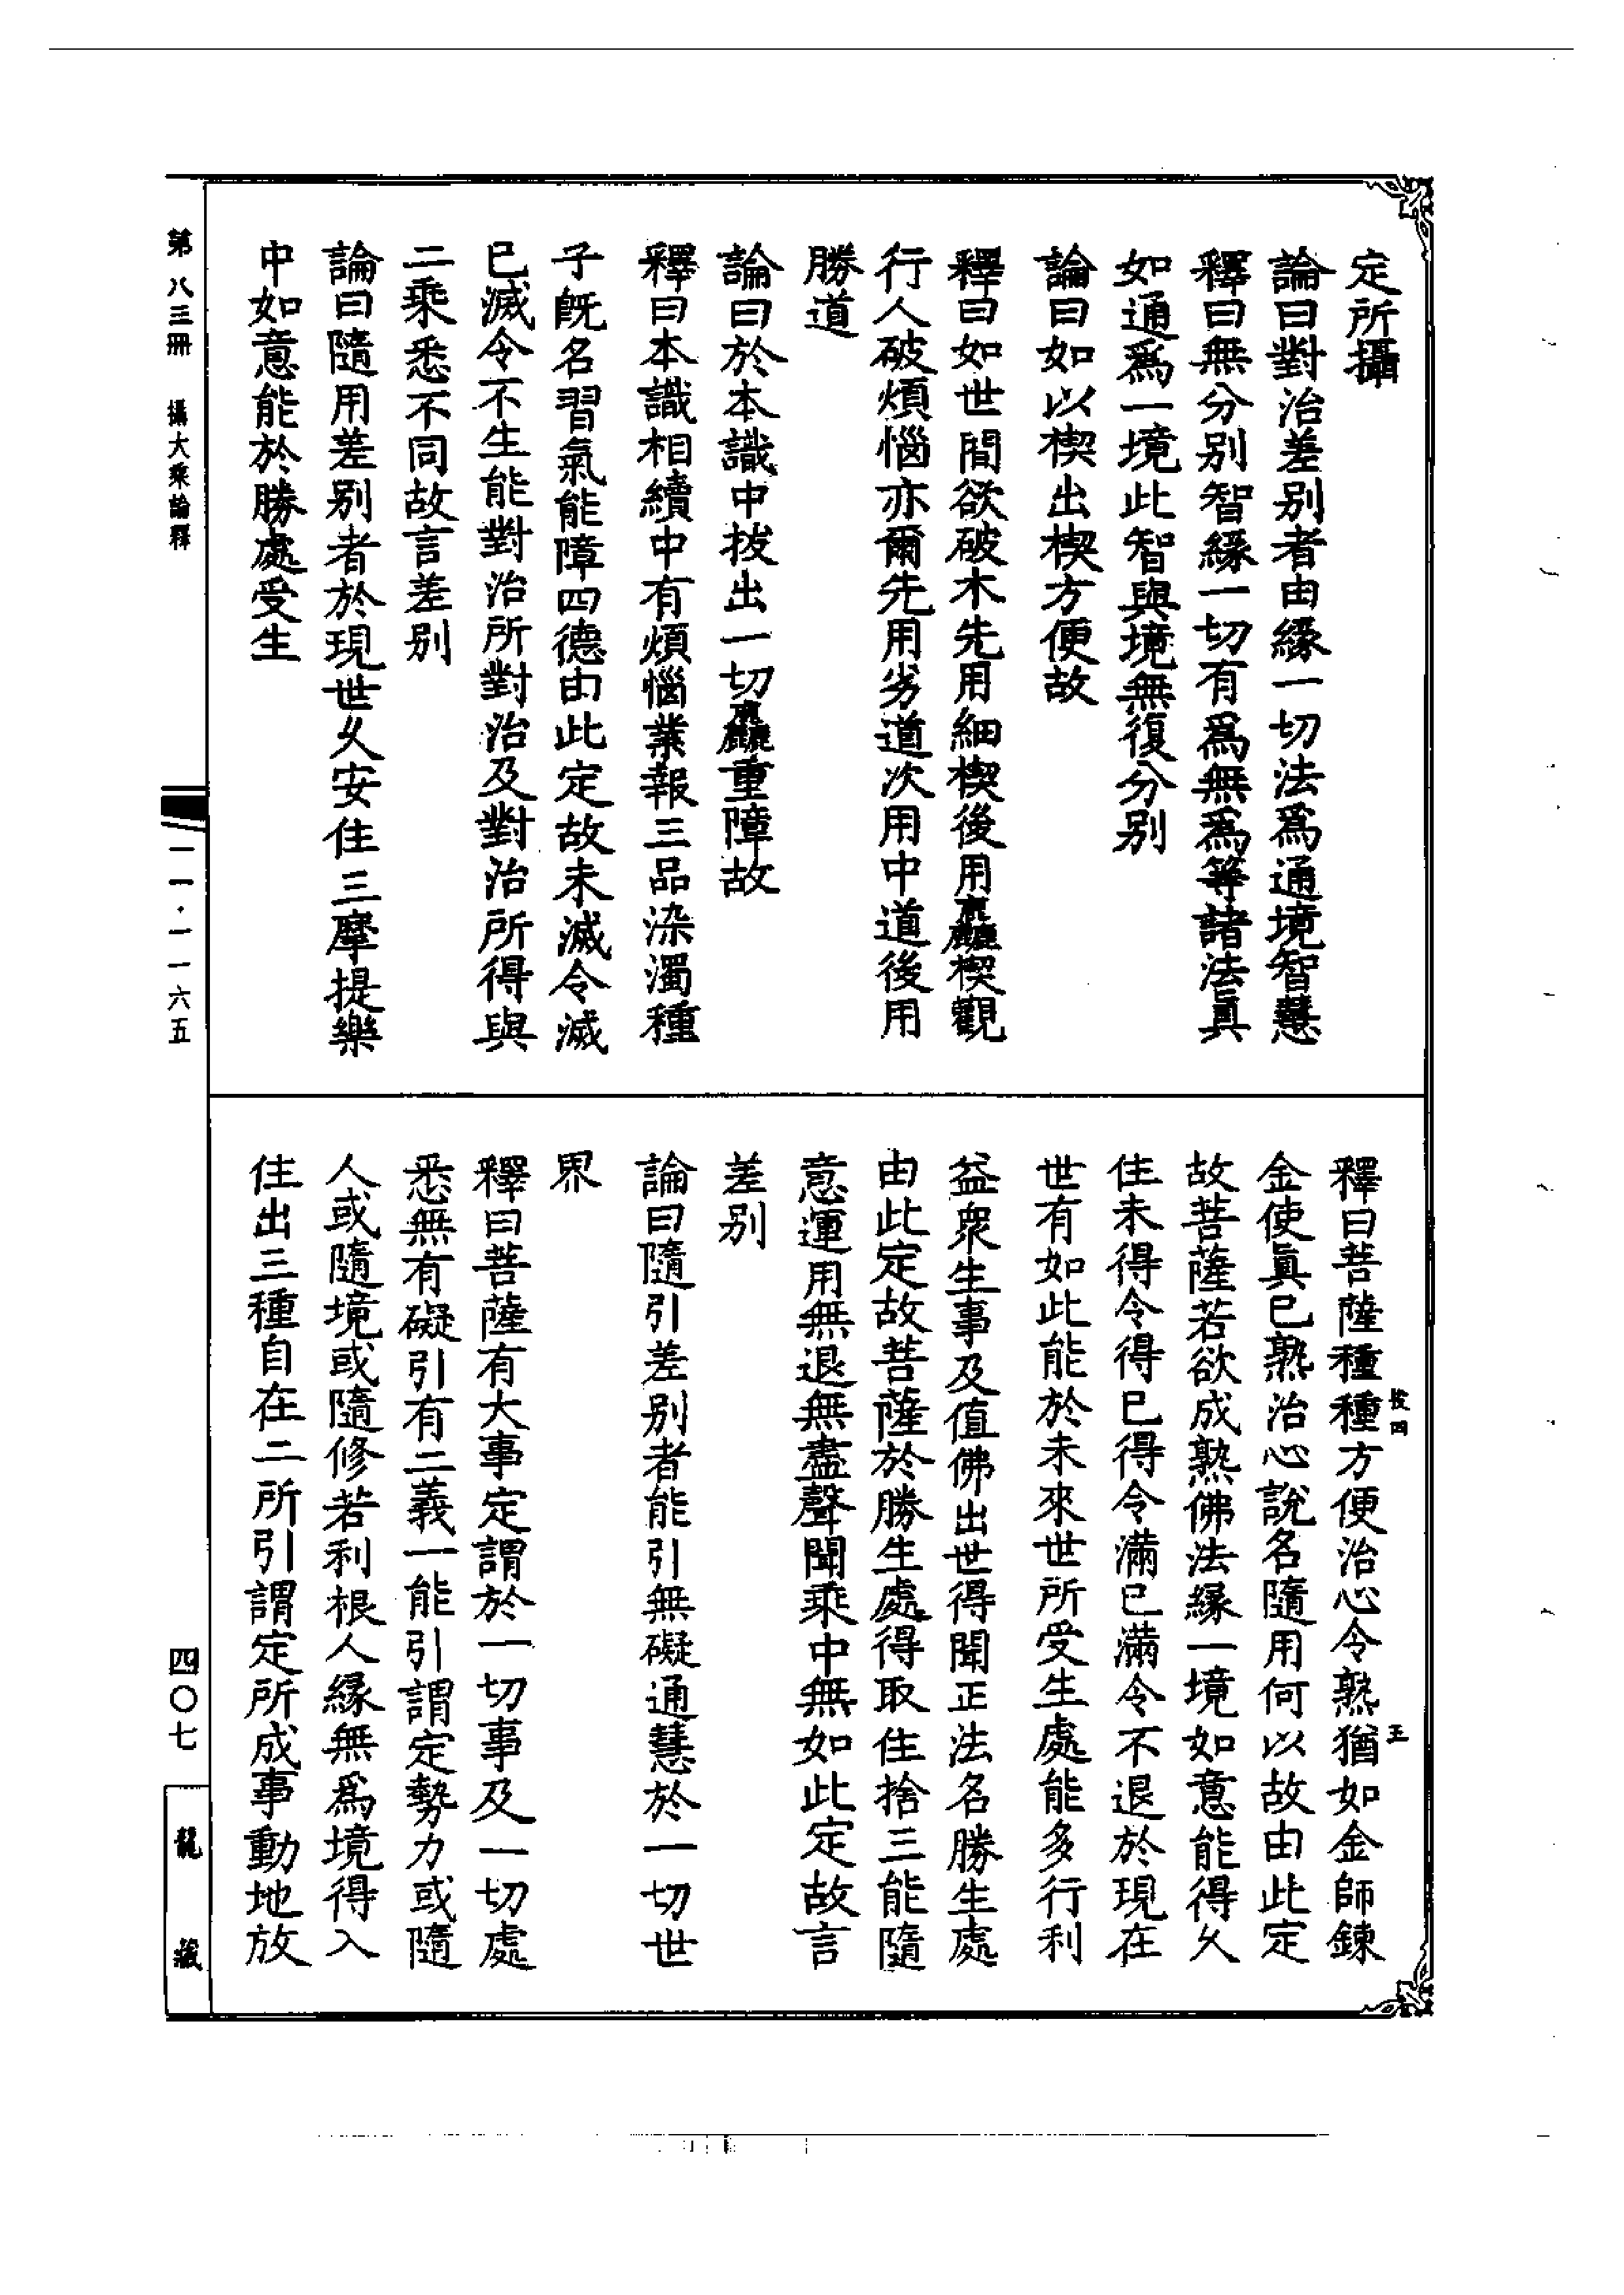 定所攝
論曰對治差别者由縁一切法爲通境智慧
釋曰無分别智縁一切有爲無爲等諸法眞
如通爲一境此智與境無復分别
論曰如以楔出楔方便故
釋曰如世間欲破木先用細楔後用麤楔觀
行人破煩惱亦爾先用劣道次用中道後用
勝道
論曰於本識中拔出一切麤重障故
釋曰本識相續中有煩惱業報三品染濁種
子旣名習氣能障四德由此定故未滅令滅
已滅令不生能對治所對治及對治所得與
二乘悉不同故言差别
論曰隨用差别者於現世久安住三摩提樂
中如意能於勝處受生
釋曰菩薩種種方便治心令熟猶如金師鍊
金使眞已熟治心說名隨用何以故由此定
故菩薩若欲成熟佛法縁一境如意能得久
住未得令得已得令滿已滿令不退於現在
世有如此能於未來世所受生處能多行利
益衆生事及值佛出世得聞正法名勝生處
由此定故菩薩於勝生處得取住捨三能隨
意運用無退無盡聲聞乘中無如此定故言
差别
論曰隨引差别者能引無礙通慧於一切世
界
釋曰菩薩有大事定謂於一切事及一切處
悉無有礙引有二義一能引謂定勢力或隨
人或隨境或隨修若利根人縁無爲境得入
住出三種自在二所引謂定所成事動地放
第八三冊 攝大乘論釋
一一·一一六五
四〇七
龍藏
五